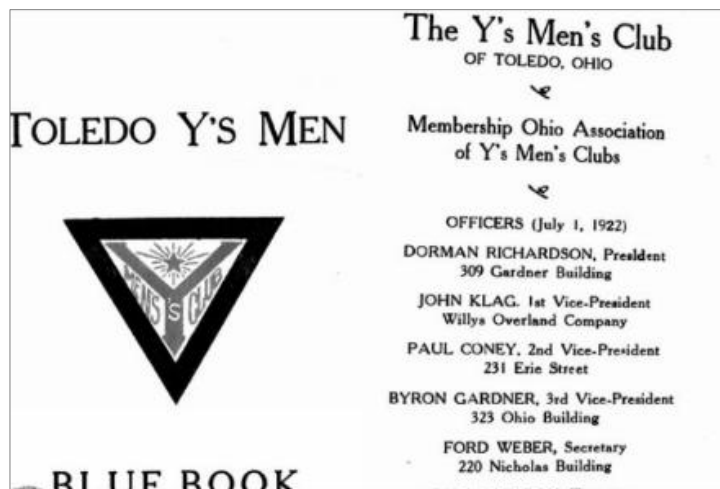 TOLEDO Y'S MEN
MEN'S 'S CLUB
BLUE BOOK
The Y's Men's Club
OF TOLEDO, OHIO
Membership Ohio Association
of Y's Men's Clubs
OFFICERS (July 1, 1922)
DORMAN RICHARDSON, President
309 Gardner Building
JOHN KLAG. 1st Vice-President
Willys Overland Company
PAUL CONEY, 2nd Vice-President
231 Erie Street
BYRON GARDNER, 3rd Vice-President
323 Ohio Building
FORD WEBER, Secretary
220 Nicholas Building